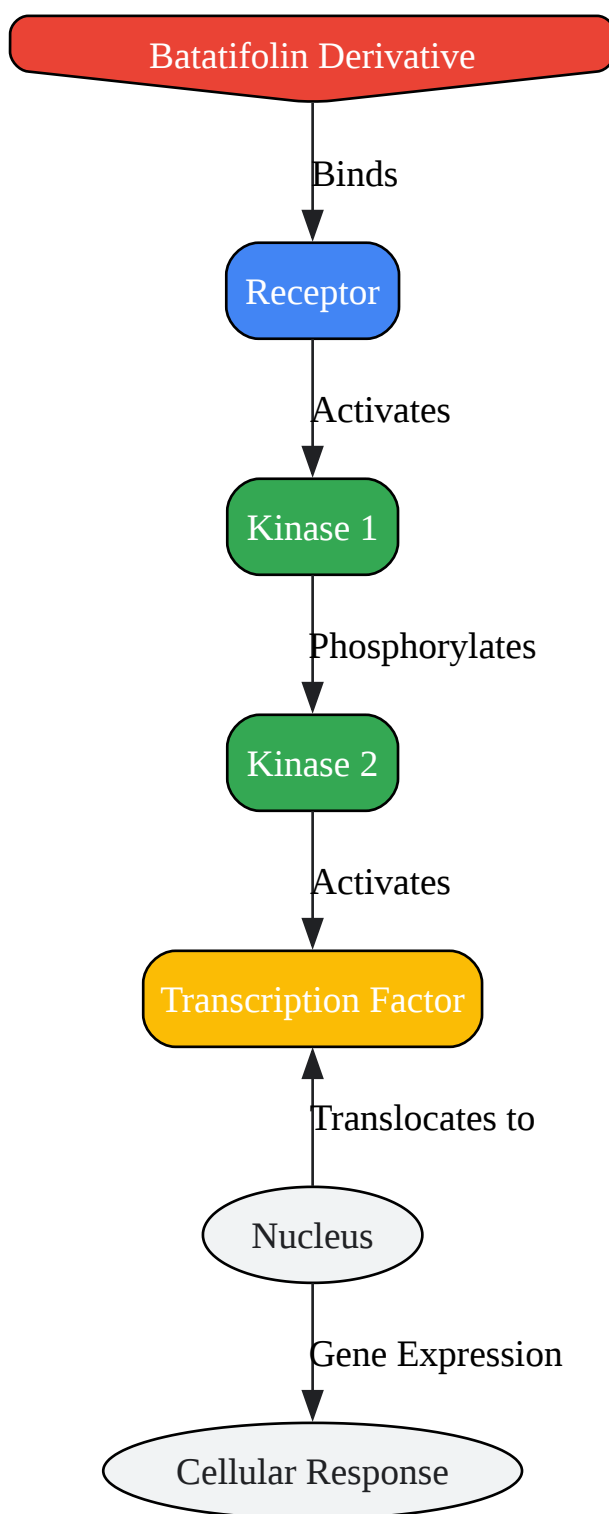 Batatifolin Derivative
Binds
Receptor
Activates
Kinase 1
Phosphorylates
Kinase 2
Activates
Transcription Factor
Translocates to
Nucleus
Gene Expression
Cellular Response